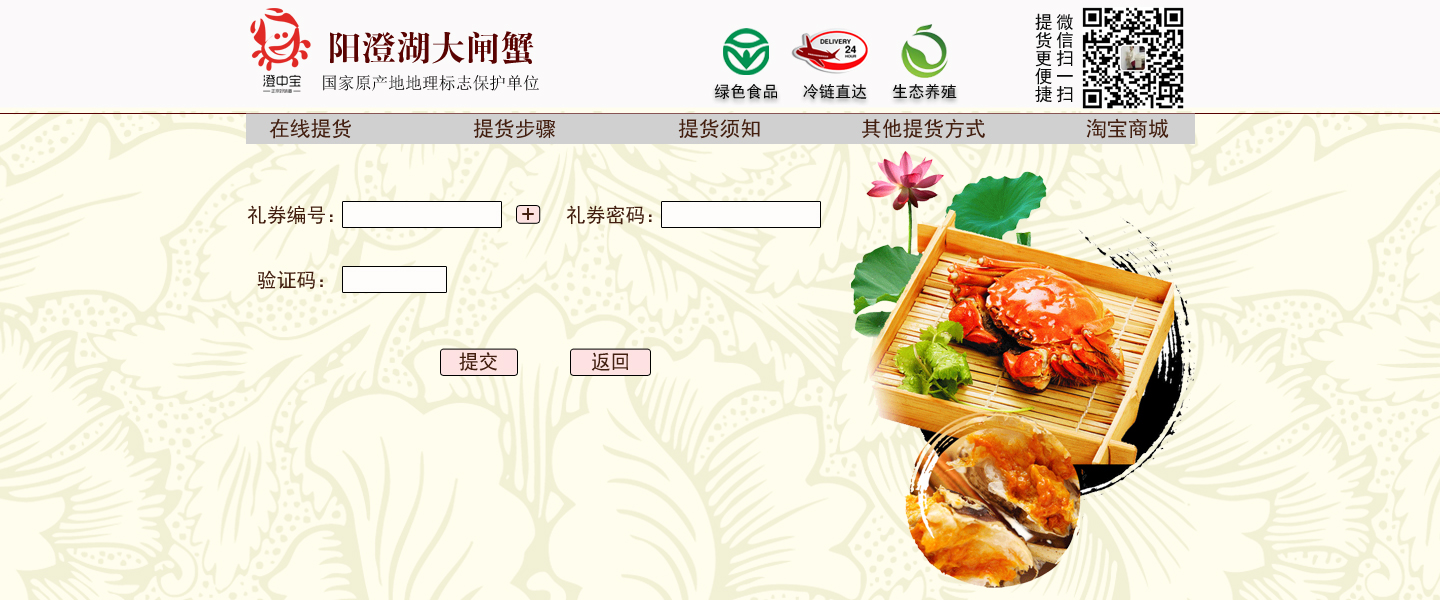 澄中宝
阳澄湖大闸蟹
国家原产地地理标志保护单位
DELIVERY
24
HOUR
绿色食品
冷链直达
生态养殖
微信扫一扫
提货更便捷
在线提货
提货步骤
提货须知
其他提货方式
淘宝商城
礼券编号:
礼券密码:
验证码:
提交
返回